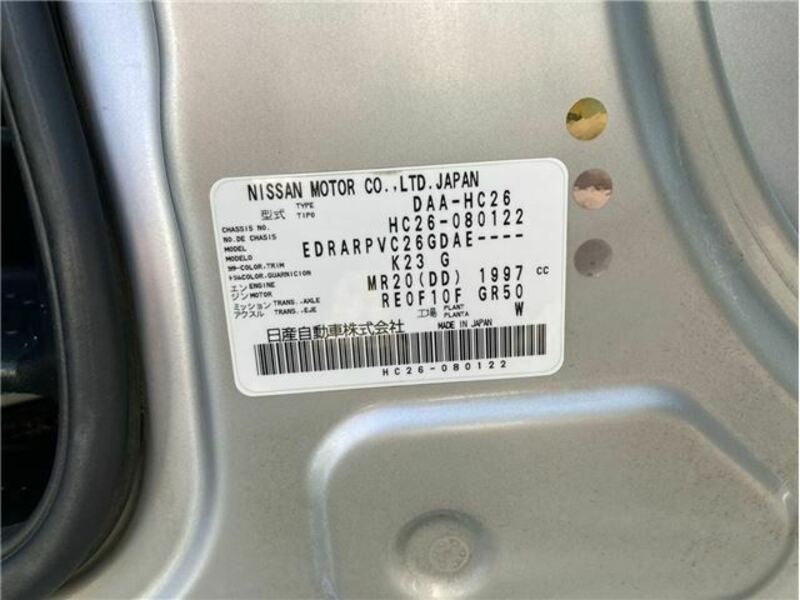 NISSAN MOTOR CO.,LTD.JAPAN
型式 TYPE TIPO DAA-HC26
CHASSIS NO. NO.DE CHASIS HC26-080122
MODEL MODELO EDRARPVC26GDAE----
カラー COLOR,TRIM トリム COLOR,GUARNICION K23 G
エンジン ENGINE MOTOR MR20(DD) 1997 CC
ミッション アクスル TRANS.,AXLE TRANS.,EJE RE0F10F GR50
工場 PLANT PLANTA W
日産自動車株式会社 MADE IN JAPAN
HC26-080122